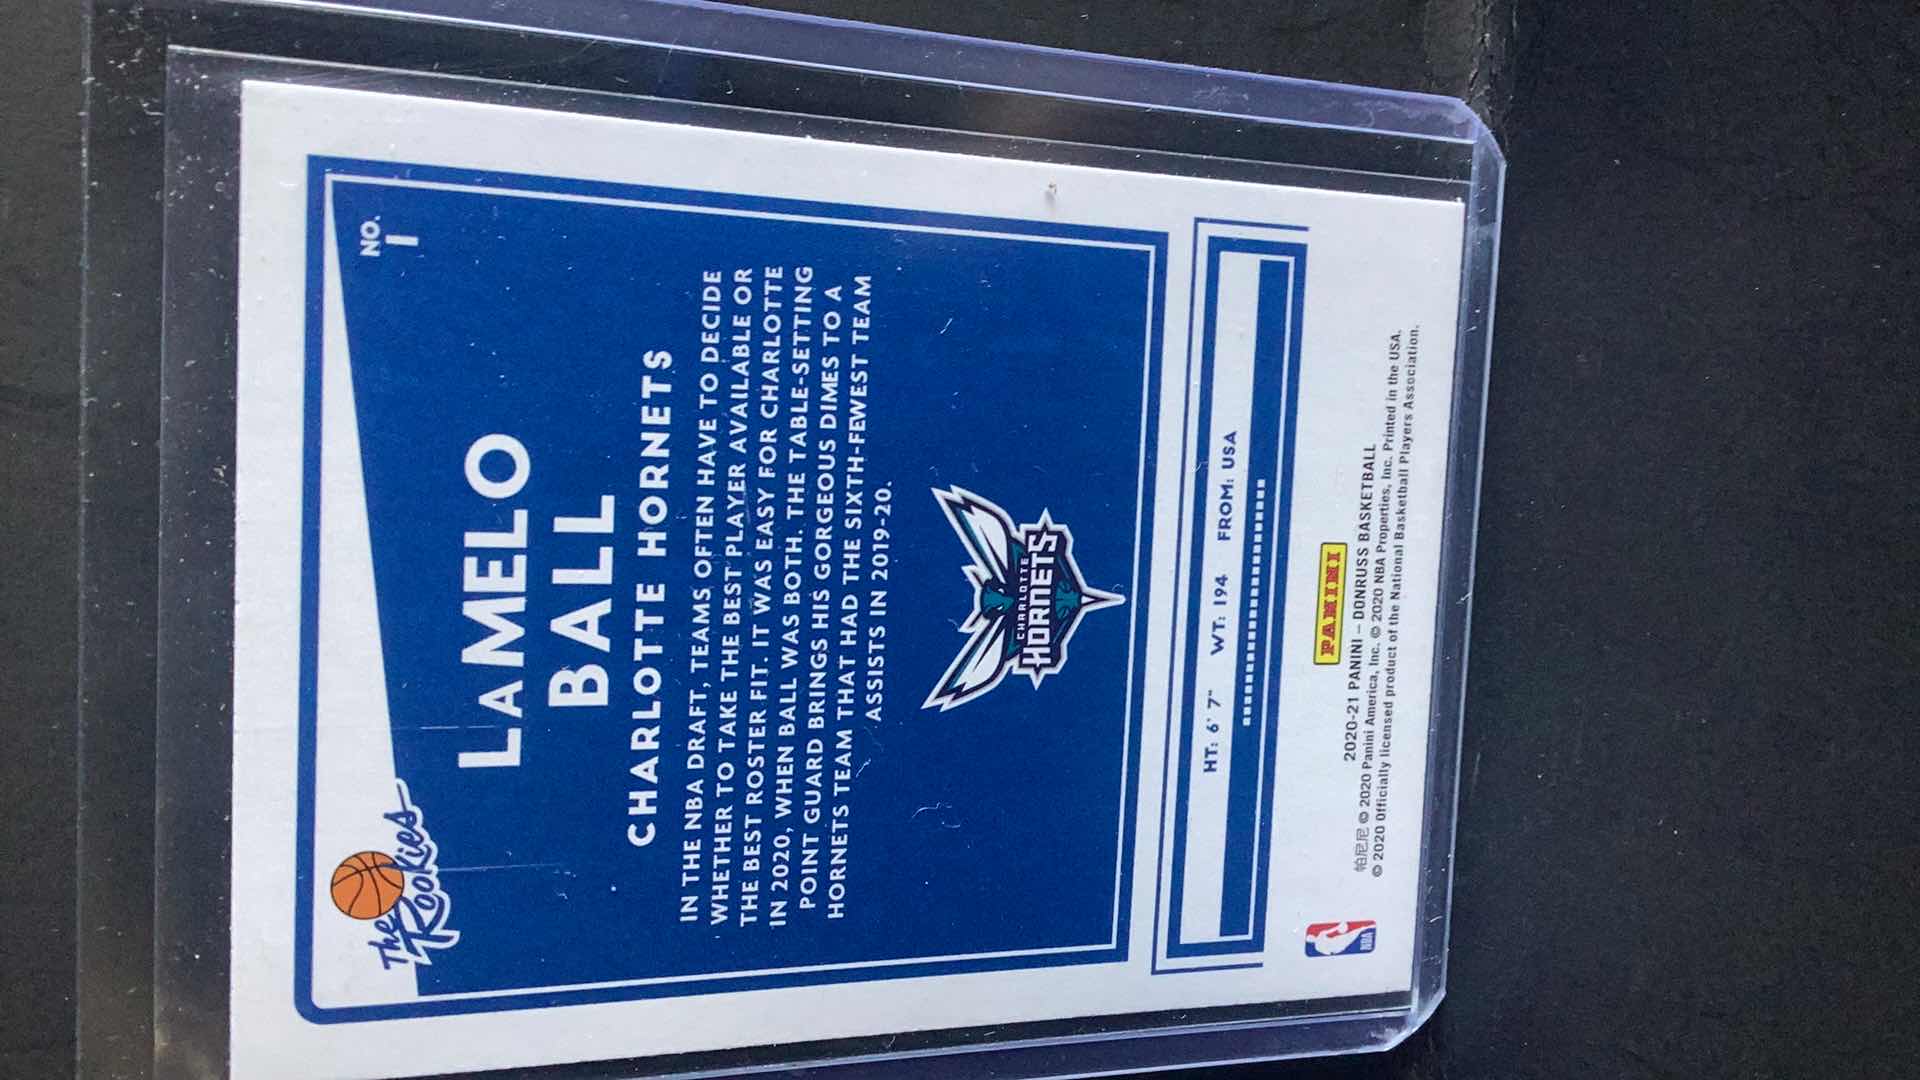 The
Rookies
NO.
1
LAMELO
BALL
CHARLOTTE HORNETS
IN THE NBA DRAFT, TEAMS OFTEN HAVE TO DECIDE
WHETHER TO TAKE THE BEST PLAYER AVAILABLE OR
THE BEST ROSTER FIT. IT WAS EASY FOR CHARLOTTE
IN 2020, WHEN BALL WAS BOTH. THE TABLE-SETTING
POINT GUARD BRINGS HIS GORGEOUS DIMES TO A
HORNETS TEAM THAT HAD THE SIXTH-FEWEST TEAM
ASSISTS IN 2019-20.
CHARLOTTE
HORNETS
HT: 6' 7" WT: 194 FROM: USA
PANINI
2020-21 PANINI – DONRUSS BASKETBALL
帕尼尼 © 2020 Panini America, Inc. © 2020 NBA Properties, Inc. Printed in the USA.
© 2020 Officially licensed product of the National Basketball Players Association.
NBA